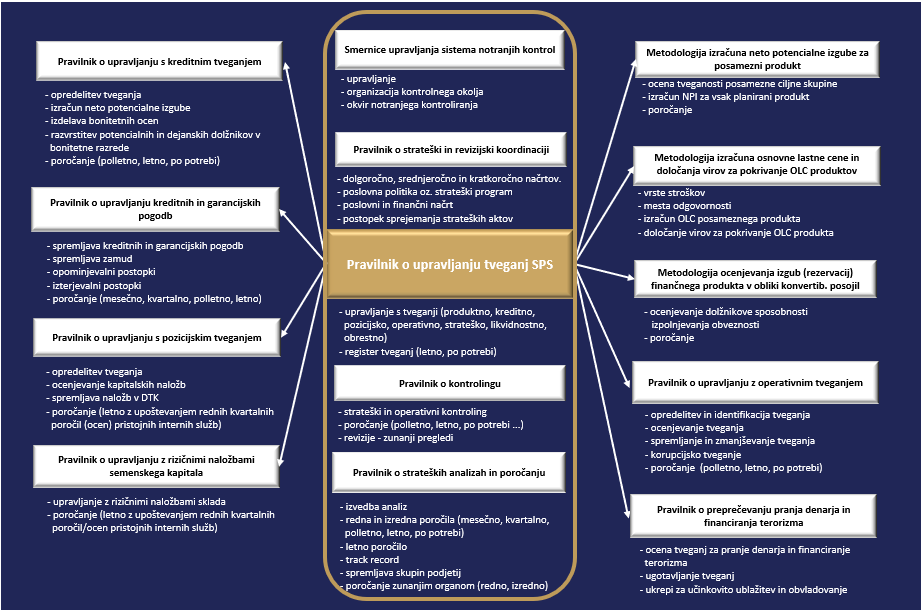 Pravilnik o upravljanju s kreditnim tveganjem
- opredelitev tveganja
- izračun neto potencialne izgube
- izdelava bonitetnih ocen
- razvrstitev potencialnih in dejanskih dolžnikov v
bonitetne razrede
- poročanje (polletno, letno, po potrebi)
Pravilnik o upravljanju kreditnih in garancijskih
pogodb
- spremljava kreditnih in garancijskih pogodb
- spremljava zamud
- opominjevalni postopki
- izterjevalni postopki
- poročanje (mesečno, kvartalno, polletno, letno)
Pravilnik o upravljanju s pozicijskim tveganjem
- opredelitev tveganja
- ocenjevanje kapitalskih naložb
- spremljava naložb v DTK
- poročanje (letno z upoštevanjem rednih kvartalnih
poročil (ocen) pristojnih internih služb)
Pravilnik o upravljanju z rizičnimi naložbami
semenskega kapitala
- upravljanje z rizičnimi naložbami sklada
- poročanje (letno z upoštevanjem rednih kvartalnih
poročil/ocen pristojnih internih služb)
Smernice upravljanja sistema notranjih kontrol
- upravljanje
- organizacija kontrolnega okolja
- okvir notranjega kontroliranja
Pravilnik o strateški in revizijski koordinaciji
- dolgoročno, srednjeročno in kratkoročno načrtov.
- poslovna politika oz. strateški program
- poslovni in finančni načrt
- postopek sprejemanja strateških aktov
Pravilnik o upravljanju tveganj SPS
- upravljanje s tveganji (produktno, kreditno,
pozicijsko, operativno, strateško, likvidnostno,
obrestno)
- register tveganj (letno, po potrebi)
Pravilnik o kontrolingu
- strateški in operativni kontroling
- poročanje (polletno, letno, po potrebi ...)
- revizije - zunanji pregledi
Pravilnik o strateških analizah in poročanju
- izvedba analiz
- redna in izredna poročila (mesečno, kvartalno,
polletno, letno, po potrebi)
- letno poročilo
- track record
- spremljava skupin podjetij
- poročanje zunanjim organom (redno, izredno)
Metodologija izračuna neto potencialne izgube za
posamezni produkt
- ocena tveganosti posamezne ciljne skupine
- izračun NPI za vsak planirani produkt
- poročanje
Metodologija izračuna osnovne lastne cene in
določanja virov za pokrivanje OLC produktov
- vrste stroškov
- mesta odgovornosti
- izračun OLC posameznega produkta
- določanje virov za pokrivanje OLC produkta
Metodologija ocenjevanja izgub (rezervacij)
finančnega produkta v obliki konvertib. posojil
- ocenjevanje dolžnikove sposobnosti
izpolnjevanja obveznosti
- poročanje
Pravilnik o upravljanju z operativnim tveganjem
- opredelitev in identifikacija tveganja
- ocenjevanje tveganja
- spremljanje in zmanjševanje tveganja
- korupcijsko tveganje
- poročanje (polletno, letno, po potrebi)
Pravilnik o preprečevanju pranja denarja in
financiranja terorizma
- ocena tveganj za pranje denarja in financiranje
terorizma
- ugotavljanje tveganj
- ukrepi za učinkovito ublažitev in obvladovanje